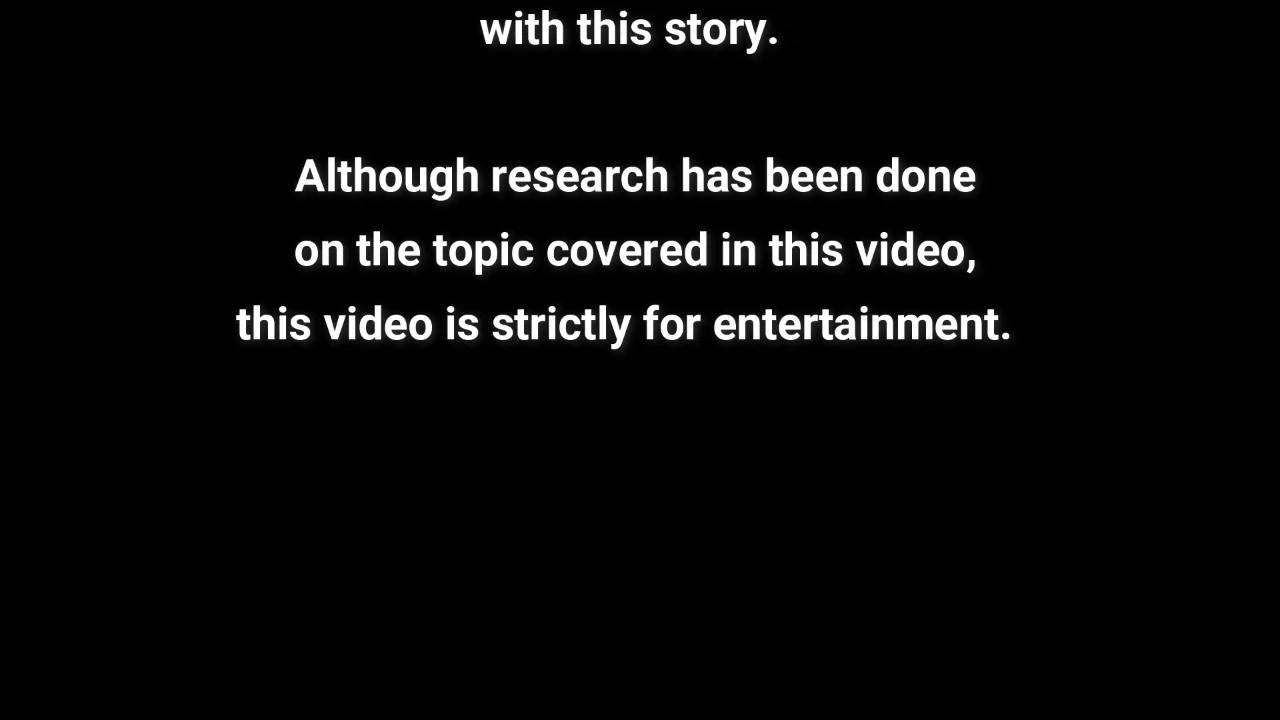 with this story.
Although research has been done
on the topic covered in this video,
this video is strictly for entertainment.